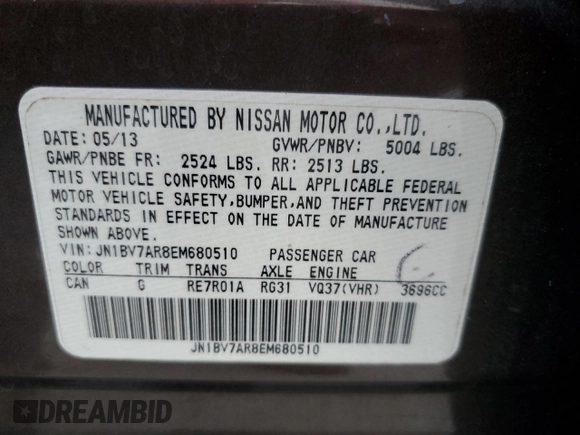 MANUFACTURED BY NISSAN MOTOR CO.,LTD.
DATE: 05/13 GVWR/PNBV: 5004 LBS.
GAWR/PNBE FR: 2524 LBS. RR: 2513 LBS.
THIS VEHICLE CONFORMS TO ALL APPLICABLE FEDERAL
MOTOR VEHICLE SAFETY,BUMPER,AND THEFT PREVENTION
STANDARDS IN EFFECT ON THE DATE OF MANUFACTURE
SHOWN ABOVE.
VIN: JN1BV7AR8EM680510 PASSENGER CAR
COLOR TRIM TRANS AXLE ENGINE
CAN G RE7R01A RG31 VQ37(VHR) 3696CC
JN1BV7AR8EM680510
DREAMBID